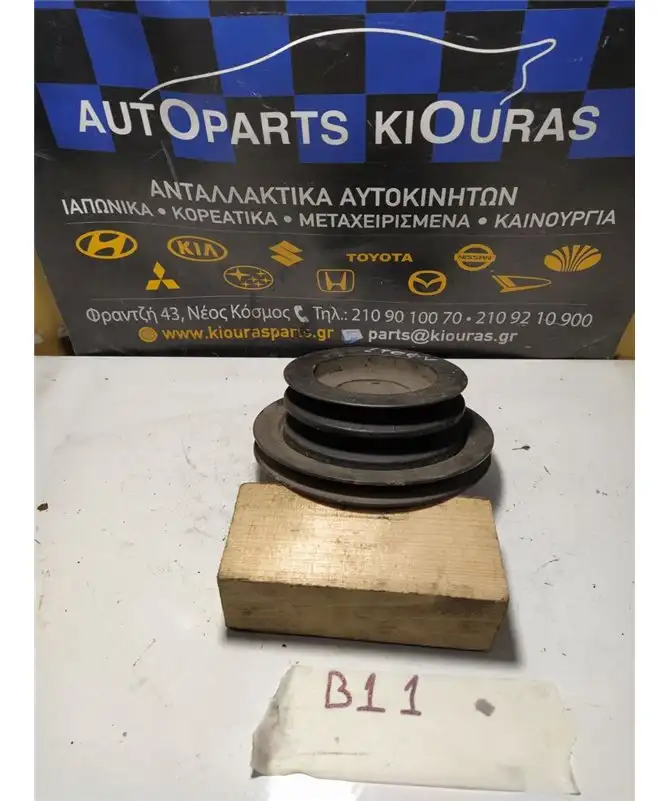 AUTOPARTS KIOURAS
ΑΝΤΑΛΛΑΚΤΙΚΑ ΑΥΤΟΚΙΝΗΤΩΝ
ΙΑΠΩΝΙΚΑ • ΚΟΡΕΑΤΙΚΑ • ΜΕΤΑΧΕΙΡΙΣΜΕΝΑ • ΚΑΙΝΟΥΡΓΙΑ
KIA TOYOTA NISSAN
Φραντζή 43, Νέος Κόσμος Τηλ.: 210 90 100 70 • 210 92 10 900
www.kiourasparts.gr parts@kiouras.gr
B11